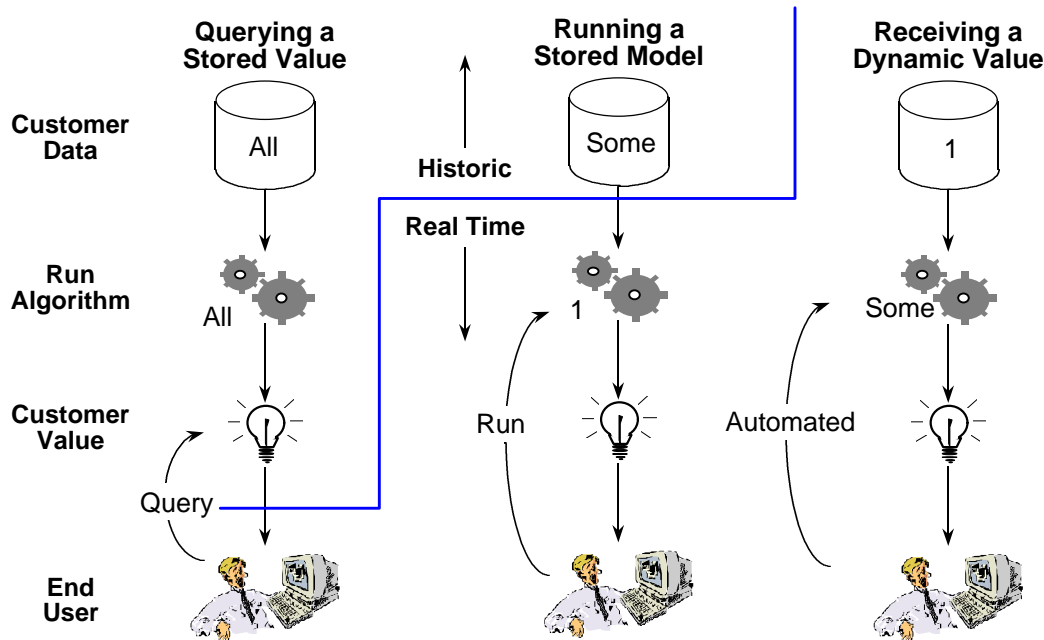 Querying a
Stored Value
Running a
Stored Model
Receiving a
Dynamic Value
Customer
Data
All
Historic
Some
1
Real Time
Run
Algorithm
All
1
Some
Customer
Value
Query
Run
Automated
End
User